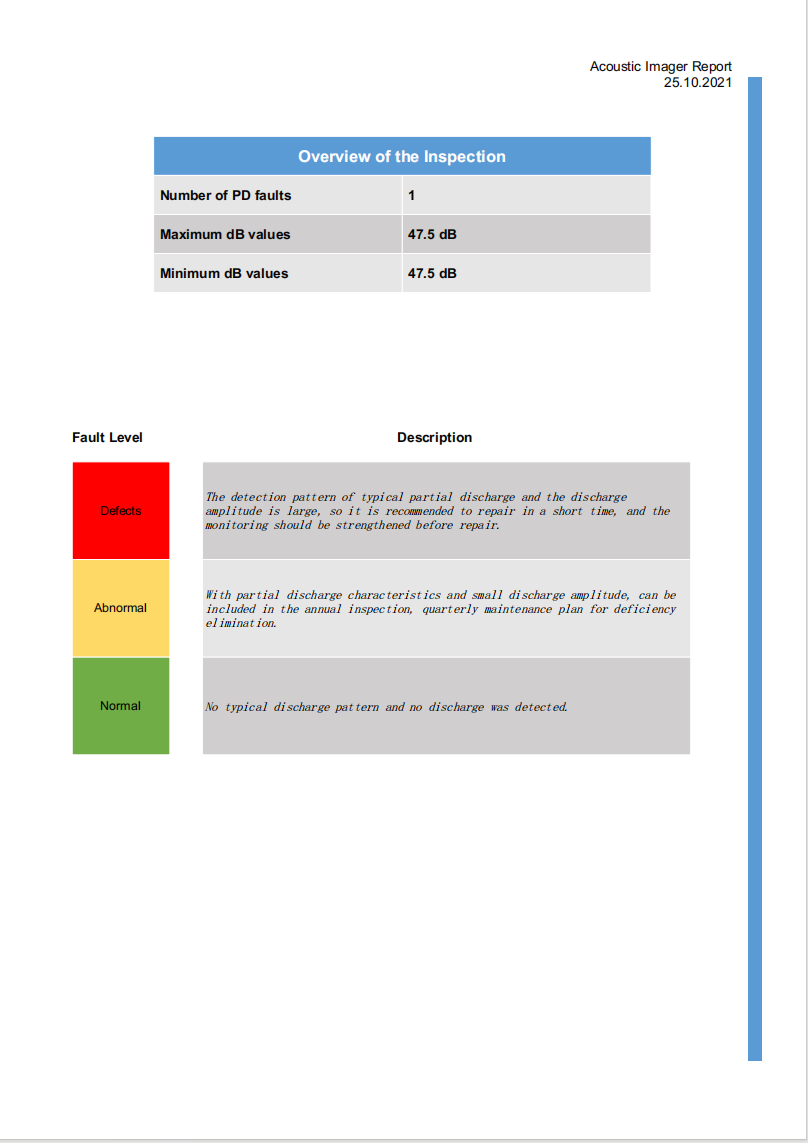 Acoustic Imager Report
25.10.2021
Overview of the Inspection
Number of PD faults 1
Maximum dB values 47.5 dB
Minimum dB values 47.5 dB
Fault Level Description
Defects
The detection pattern of typical partial discharge and the discharge
amplitude is large, so it is recommended to repair in a short time, and the
monitoring should be strengthened before repair.
Abnormal
With partial discharge characteristics and small discharge amplitude, can be
included in the annual inspection, quarterly maintenance plan for deficiency
elimination.
Normal
No typical discharge pattern and no discharge was detected.